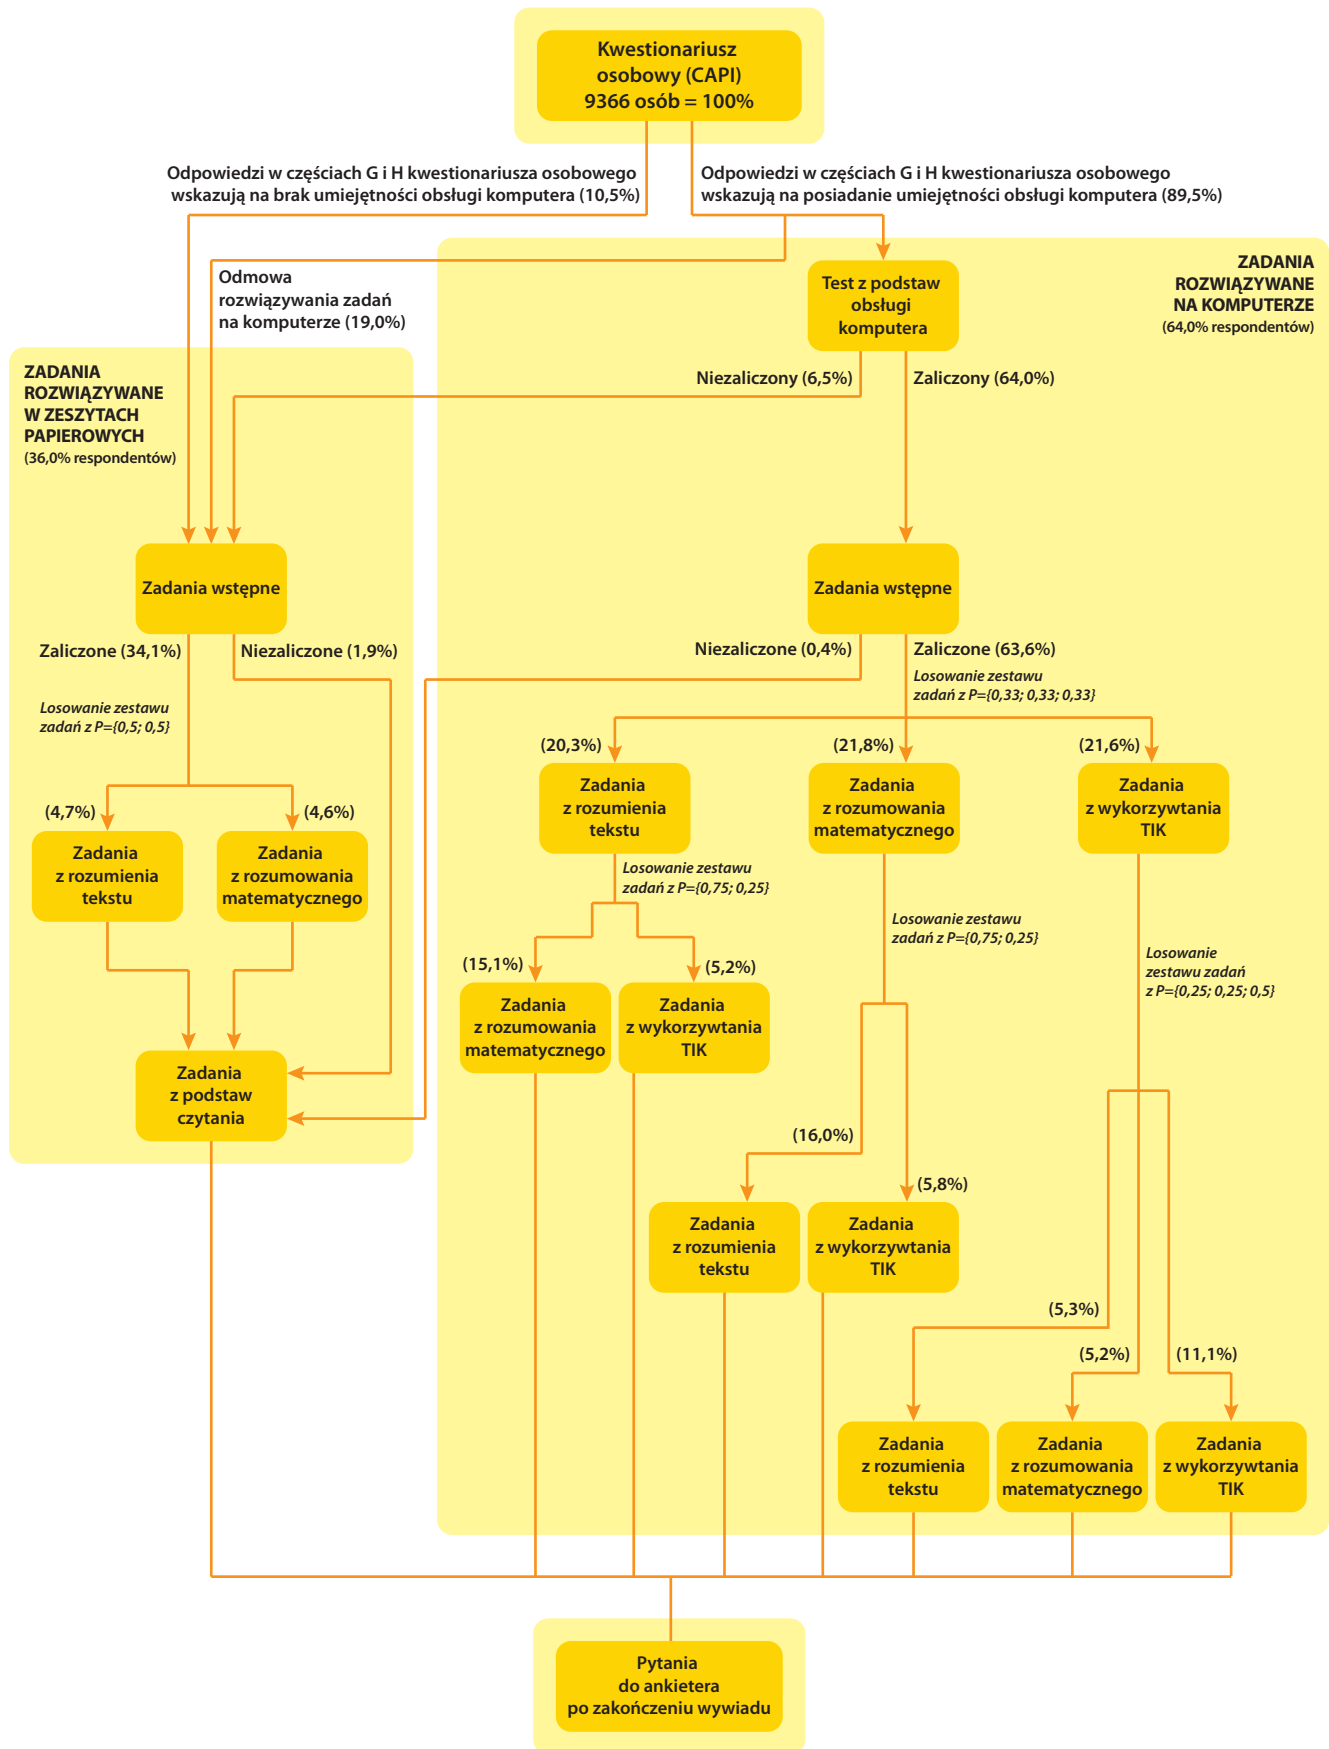 Kwestionariusz
osobowy (CAPI)
9366 osób = 100%
Odpowiedzi w częściach G i H kwestionariusza osobowego
wskazują na brak umiejętności obsługi komputera (10,5%)
Odpowiedzi w częściach G i H kwestionariusza osobowego
wskazują na posiadanie umiejętności obsługi komputera (89,5%)
Odmowa
rozwiązywania zadań
na komputerze (19,0%)
Test z podstaw
obsługi
komputera
ZADANIA
ROZWIĄZYWANE
NA KOMPUTERZE
(64,0% respondentów)
ZADANIA
ROZWIĄZYWANE
W ZESZYTACH
PAPIEROWYCH
(36,0% respondentów)
Niezaliczony (6,5%)
Zaliczony (64,0%)
Zadania wstępne
Zadania wstępne
Zaliczone (34,1%)
Niezaliczone (1,9%)
Niezaliczone (0,4%)
Zaliczone (63,6%)
Losowanie zestawu
zadań z P={0,33; 0,33; 0,33}
Losowanie zestawu
zadań z P={0,5; 0,5}
(20,3%)
(21,8%)
(21,6%)
Zadania
z rozumienia
tekstu
Zadania
z rozumowania
matematycznego
Zadania
z wykorzywtania
TIK
(4,7%)
(4,6%)
Zadania
z rozumienia
tekstu
Zadania
z rozumowania
matematycznego
Losowanie zestawu
zadań z P={0,75; 0,25}
Losowanie zestawu
zadań z P={0,75; 0,25}
Losowanie
zestawu zadań
z P={0,25; 0,25; 0,5}
(15,1%)
(5,2%)
Zadania
z rozumowania
matematycznego
Zadania
z wykorzywtania
TIK
Zadania
z podstaw
czytania
(16,0%)
(5,8%)
Zadania
z rozumienia
tekstu
Zadania
z wykorzywtania
TIK
(5,3%)
(5,2%)
(11,1%)
Zadania
z rozumienia
tekstu
Zadania
z rozumowania
matematycznego
Zadania
z wykorzywtania
TIK
Pytania
do ankietera
po zakończeniu wywiadu